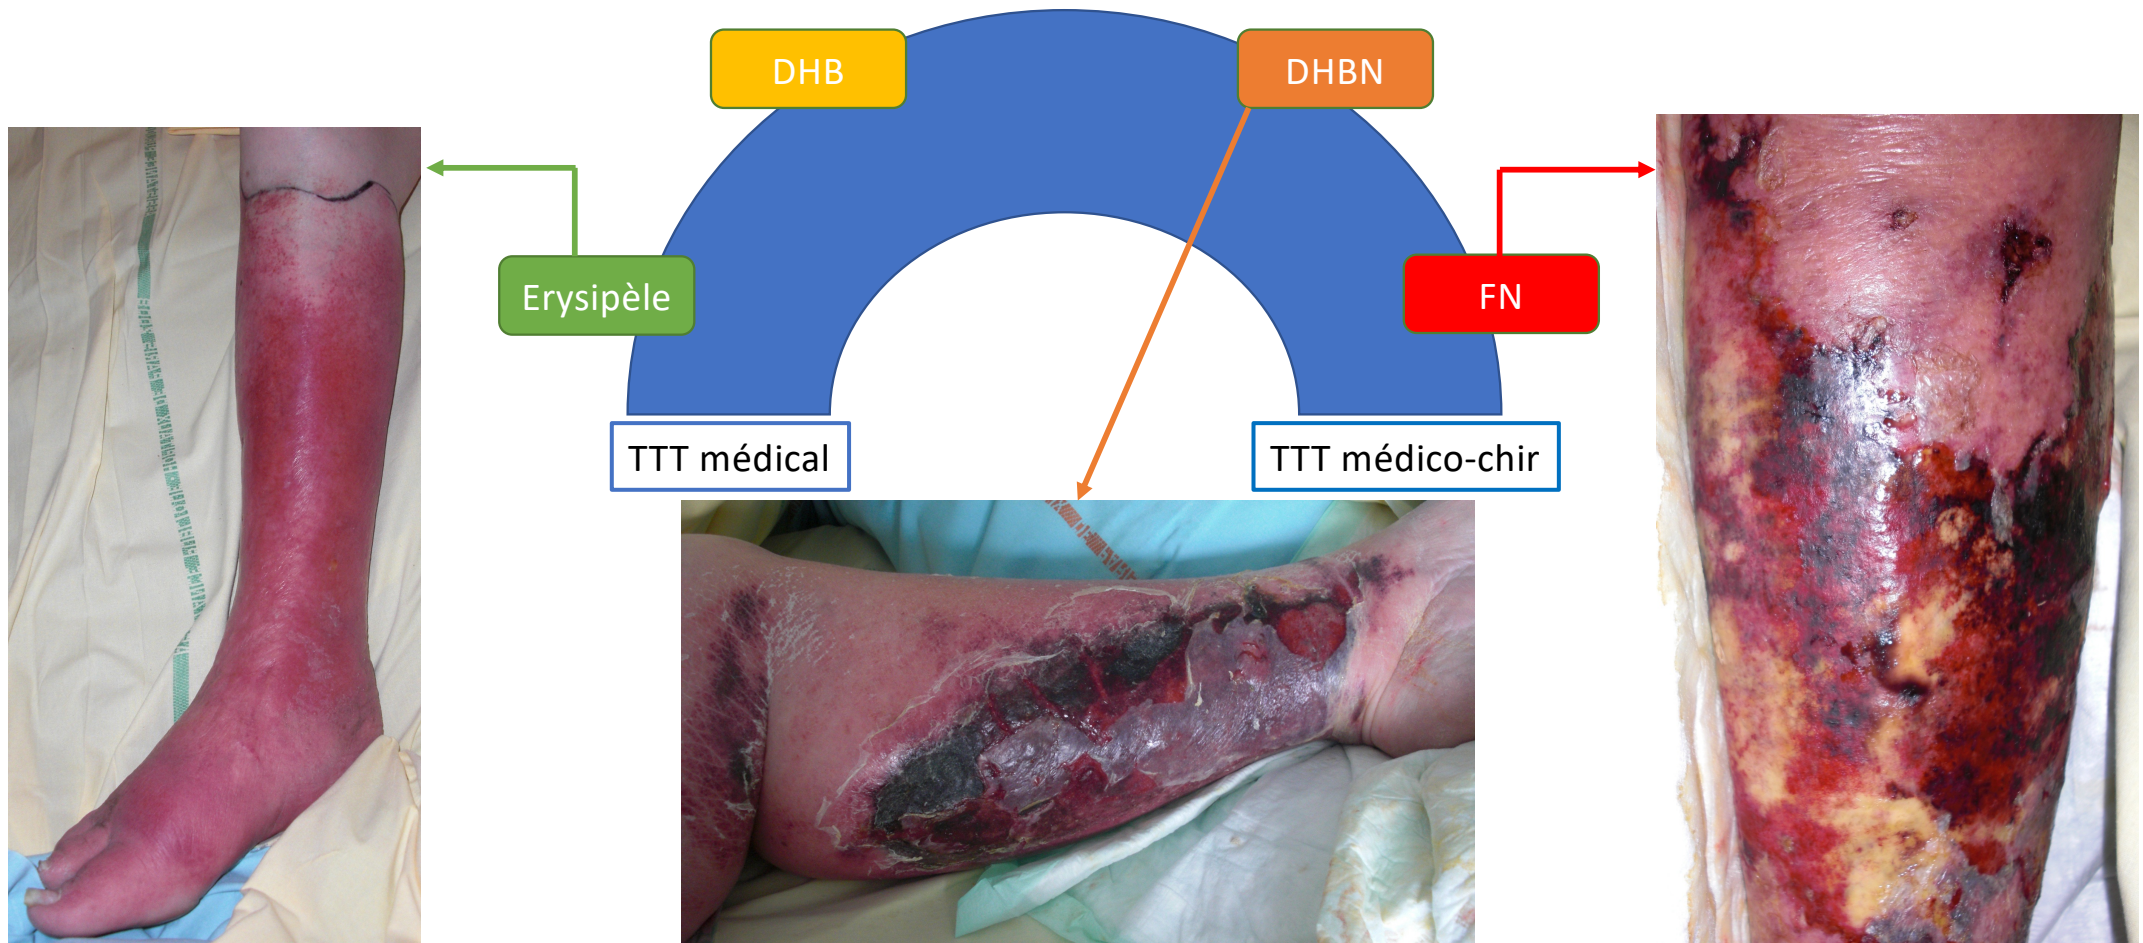 DHB
DHBN
Erysipèle
FN
TTT médical
TTT médico-chir